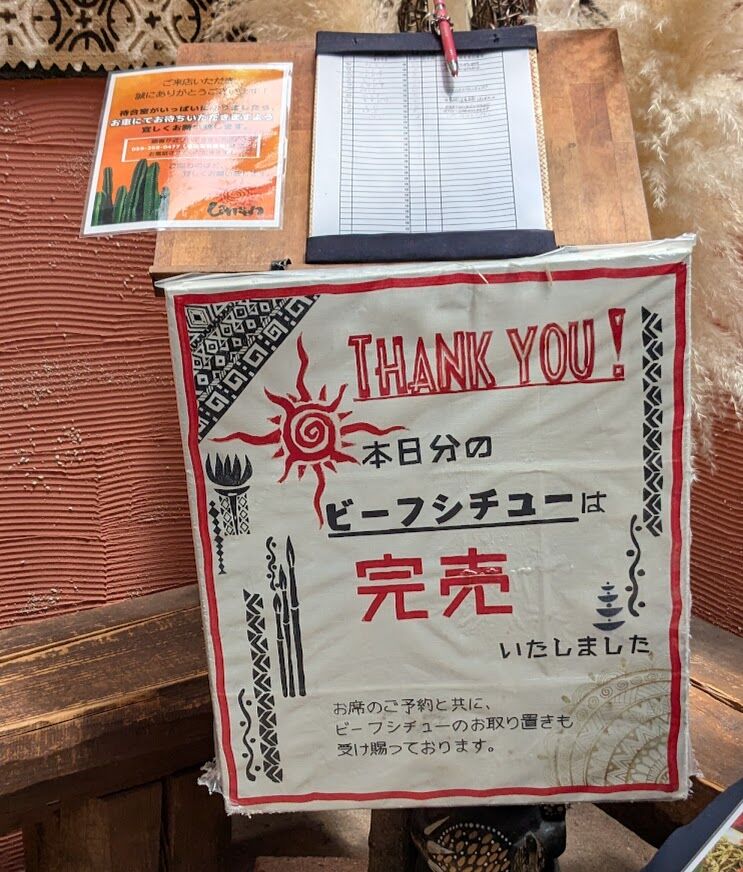 ご来店いただき
誠にありがとうございます!
待合室がいっぱいになりましたら、
お車にてお待ちいただきますよう
宜しくお願い致します。
THANK YOU!
本日分の
ビーフシチューは
完売
いたしました
お席のご予約と共に、
ビーフシチューのお取り置きも
受け賜っております。